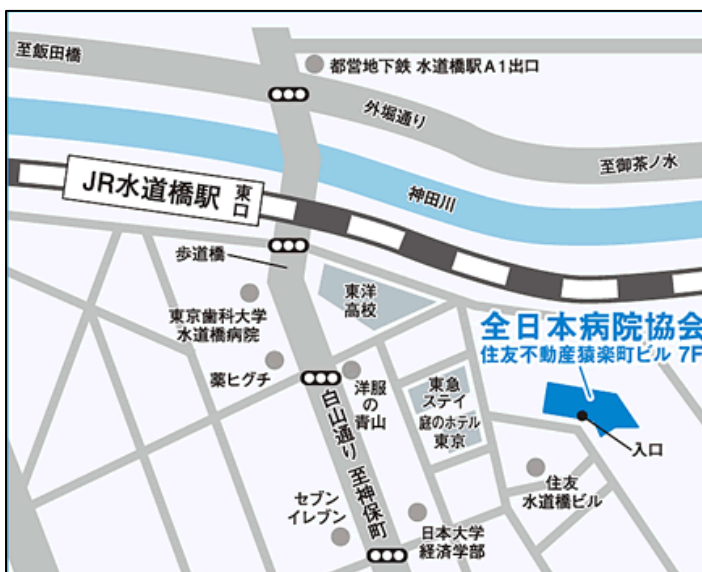 至飯田橋
都営地下鉄 水道橋駅A1出口
外堀通り
至御茶ノ水
JR水道橋駅
東口
神田川
歩道橋
東京歯科大学
水道橋病院
東洋
高校
全日本病院協会
住友不動産猿楽町ビル 7F
薬ヒグチ
洋服
の
青山
東急
ステイ
庭のホテル
東京
入口
白山通り 至神保町
住友
水道橋ビル
セブン
イレブン
日本大学
経済学部